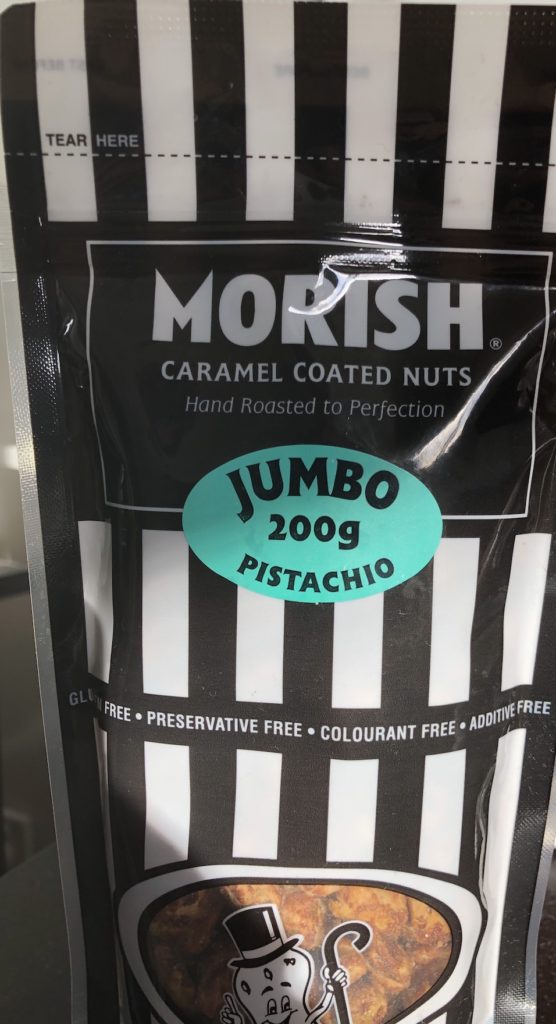 TEAR HERE
MORISH®
CARAMEL COATED NUTS
Hand Roasted to Perfection
JUMBO
200g
PISTACHIO
FREE • PRESERVATIVE FREE • COLOURANT FREE • ADDITIVE FREE